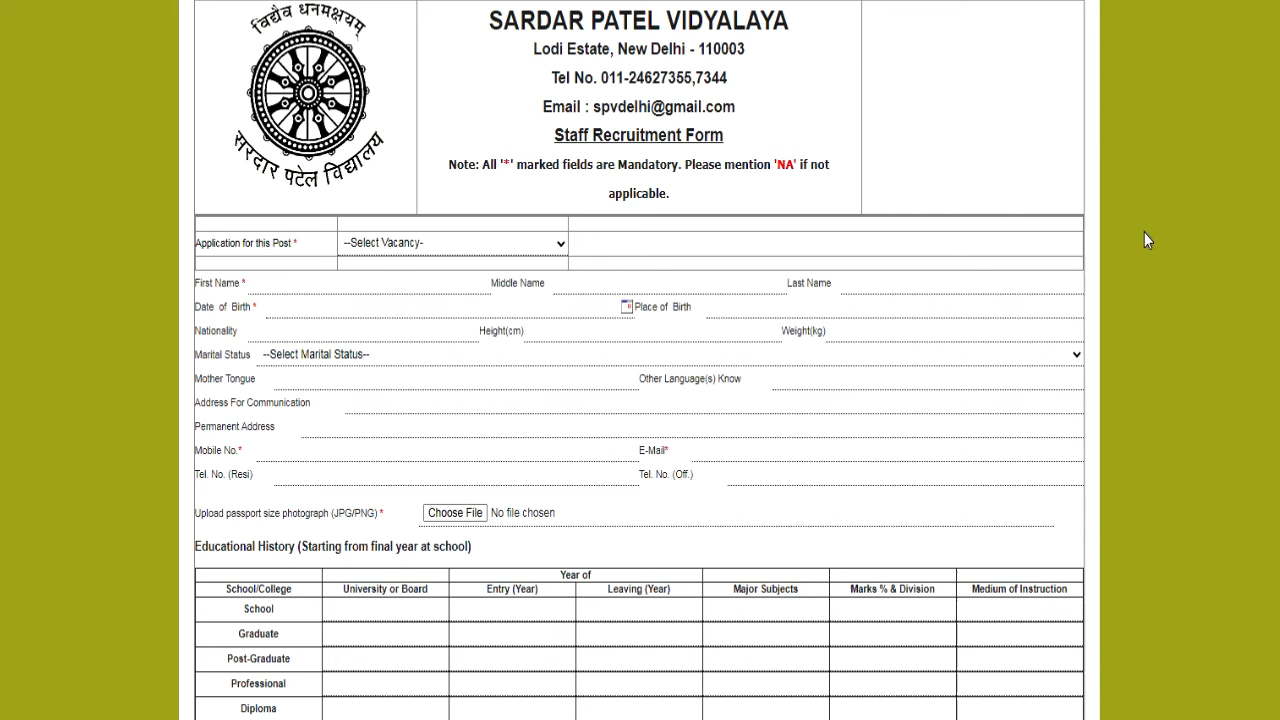 विद्यैव धनमक्षयम्
सरदार पटेल विद्यालय
SARDAR PATEL VIDYALAYA
Lodi Estate, New Delhi - 110003
Tel No. 011-24627355,7344
Email : spvdelhi@gmail.com
Staff Recruitment Form
Note: All '*' marked fields are Mandatory. Please mention 'NA' if not
applicable.
Application for this Post * --Select Vacancy-
First Name * Middle Name Last Name
Date of Birth * Place of Birth
Nationality Height(cm) Weight(kg)
Marital Status --Select Marital Status--
Mother Tongue Other Language(s) Know
Address For Communication
Permanent Address
Mobile No.* E-Mail*
Tel. No. (Resi) Tel. No. (Off.)
Upload passport size photograph (JPG/PNG) * Choose File No file chosen
Educational History (Starting from final year at school)
Year of
School/College University or Board Entry (Year) Leaving (Year) Major Subjects Marks % & Division Medium of Instruction
School
Graduate
Post-Graduate
Professional
Diploma